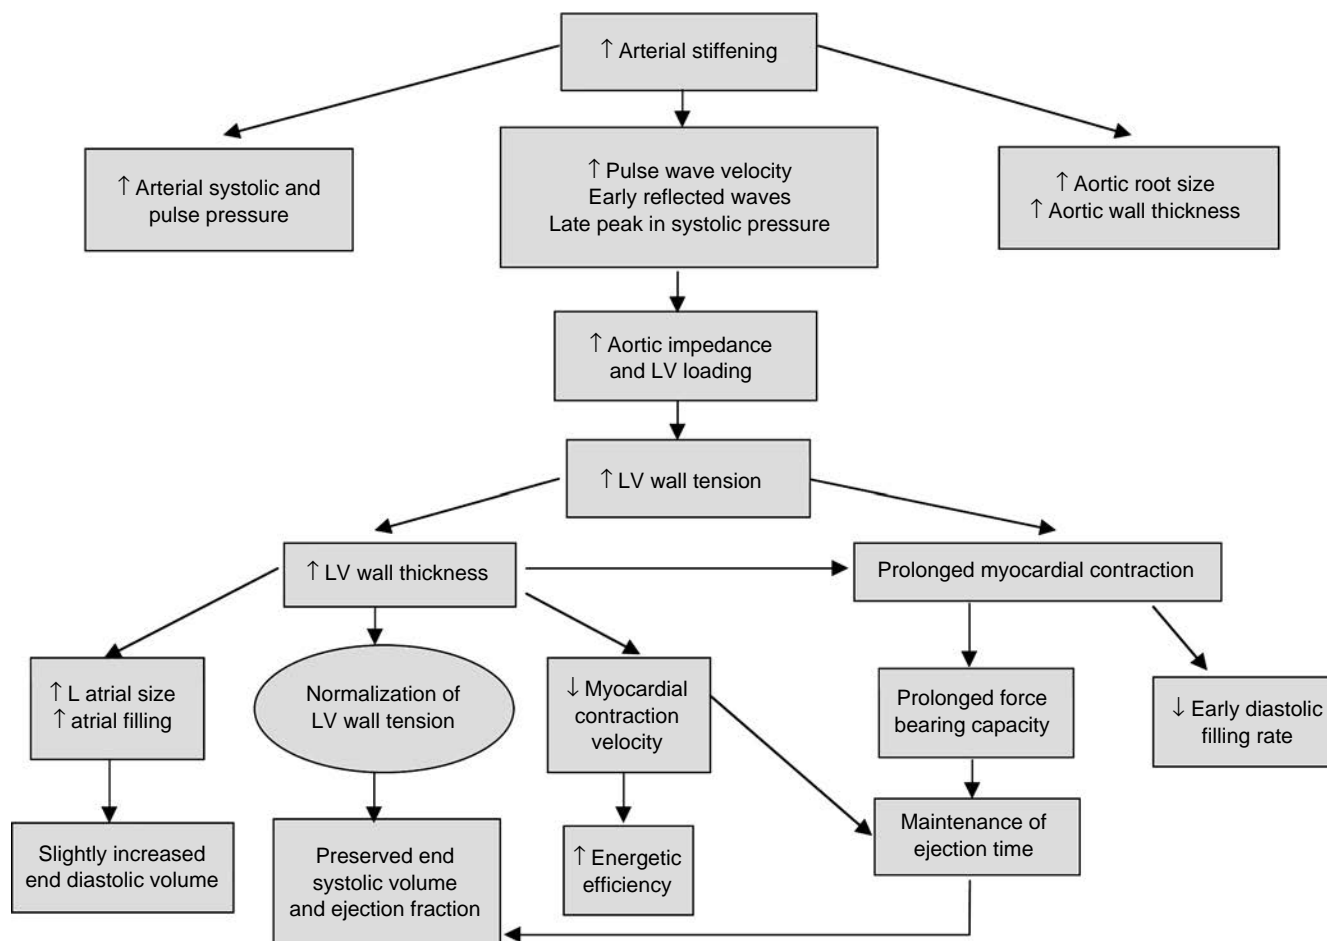 ↑ Arterial stiffening
↑ Arterial systolic and
pulse pressure
↑ Pulse wave velocity
Early reflected waves
Late peak in systolic pressure
↑ Aortic root size
↑ Aortic wall thickness
↑ Aortic impedance
and LV loading
↑ LV wall tension
↑ LV wall thickness
Prolonged myocardial contraction
↑ L atrial size
↑ atrial filling
Normalization of
LV wall tension
↓ Myocardial
contraction
velocity
Prolonged force
bearing capacity
↓ Early diastolic
filling rate
Slightly increased
end diastolic volume
Preserved end
systolic volume
and ejection fraction
↑ Energetic
efficiency
Maintenance of
ejection time